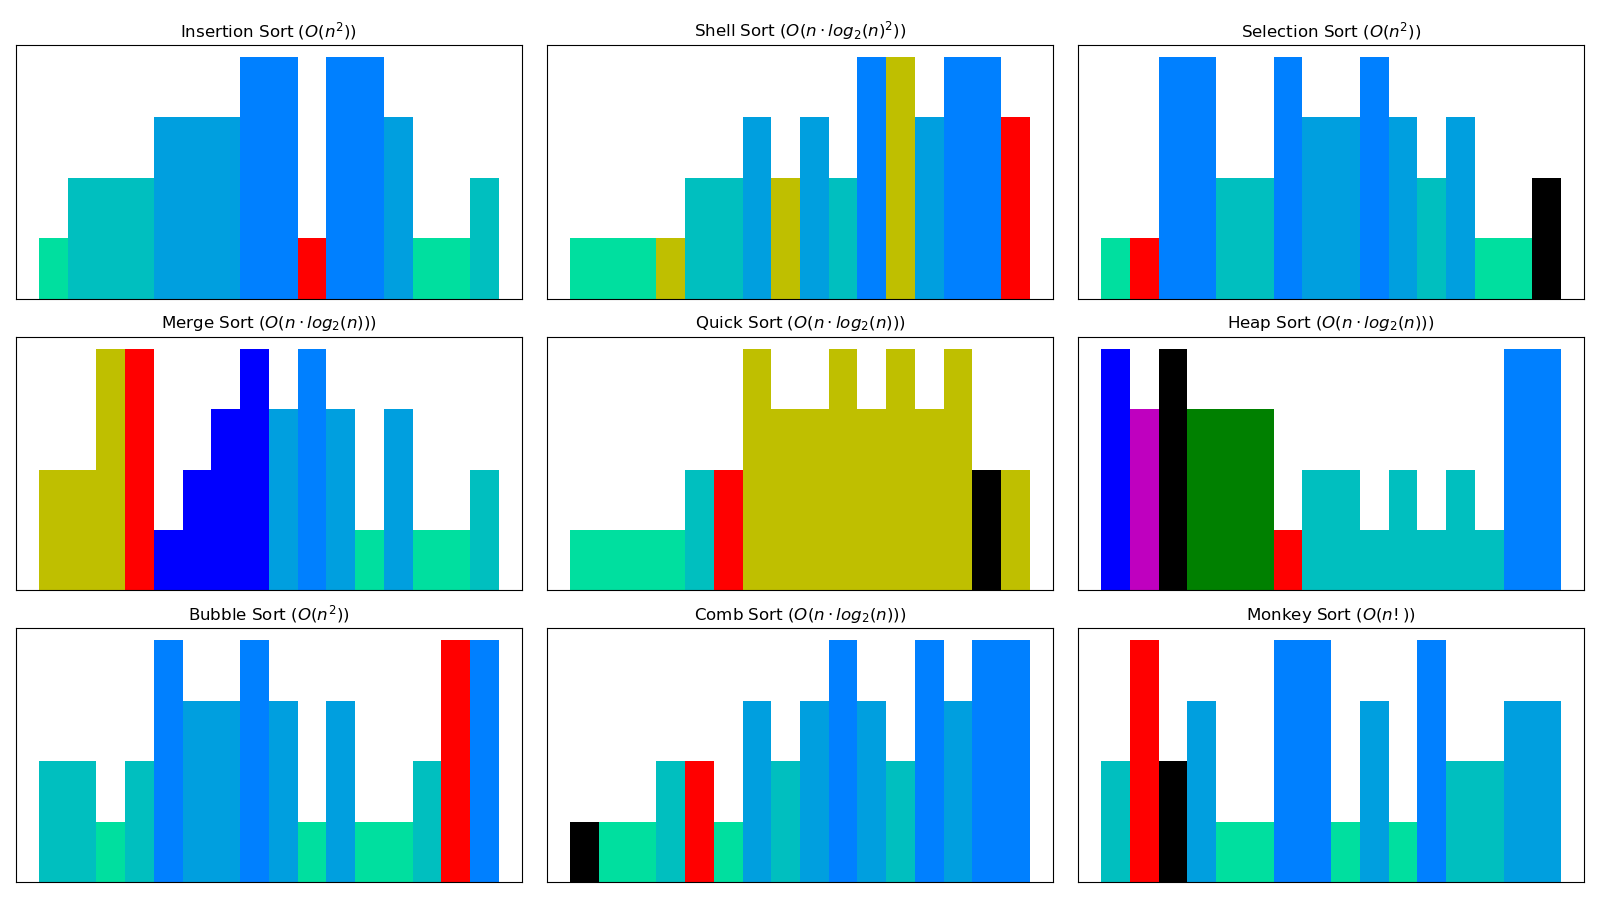 Insertion Sort (O(n²))
Shell Sort (O(n · log₂(n)²))
Selection Sort (O(n²))
Merge Sort (O(n · log₂(n)))
Quick Sort (O(n · log₂(n)))
Heap Sort (O(n · log₂(n)))
Bubble Sort (O(n²))
Comb Sort (O(n · log₂(n)))
Monkey Sort (O(n!))